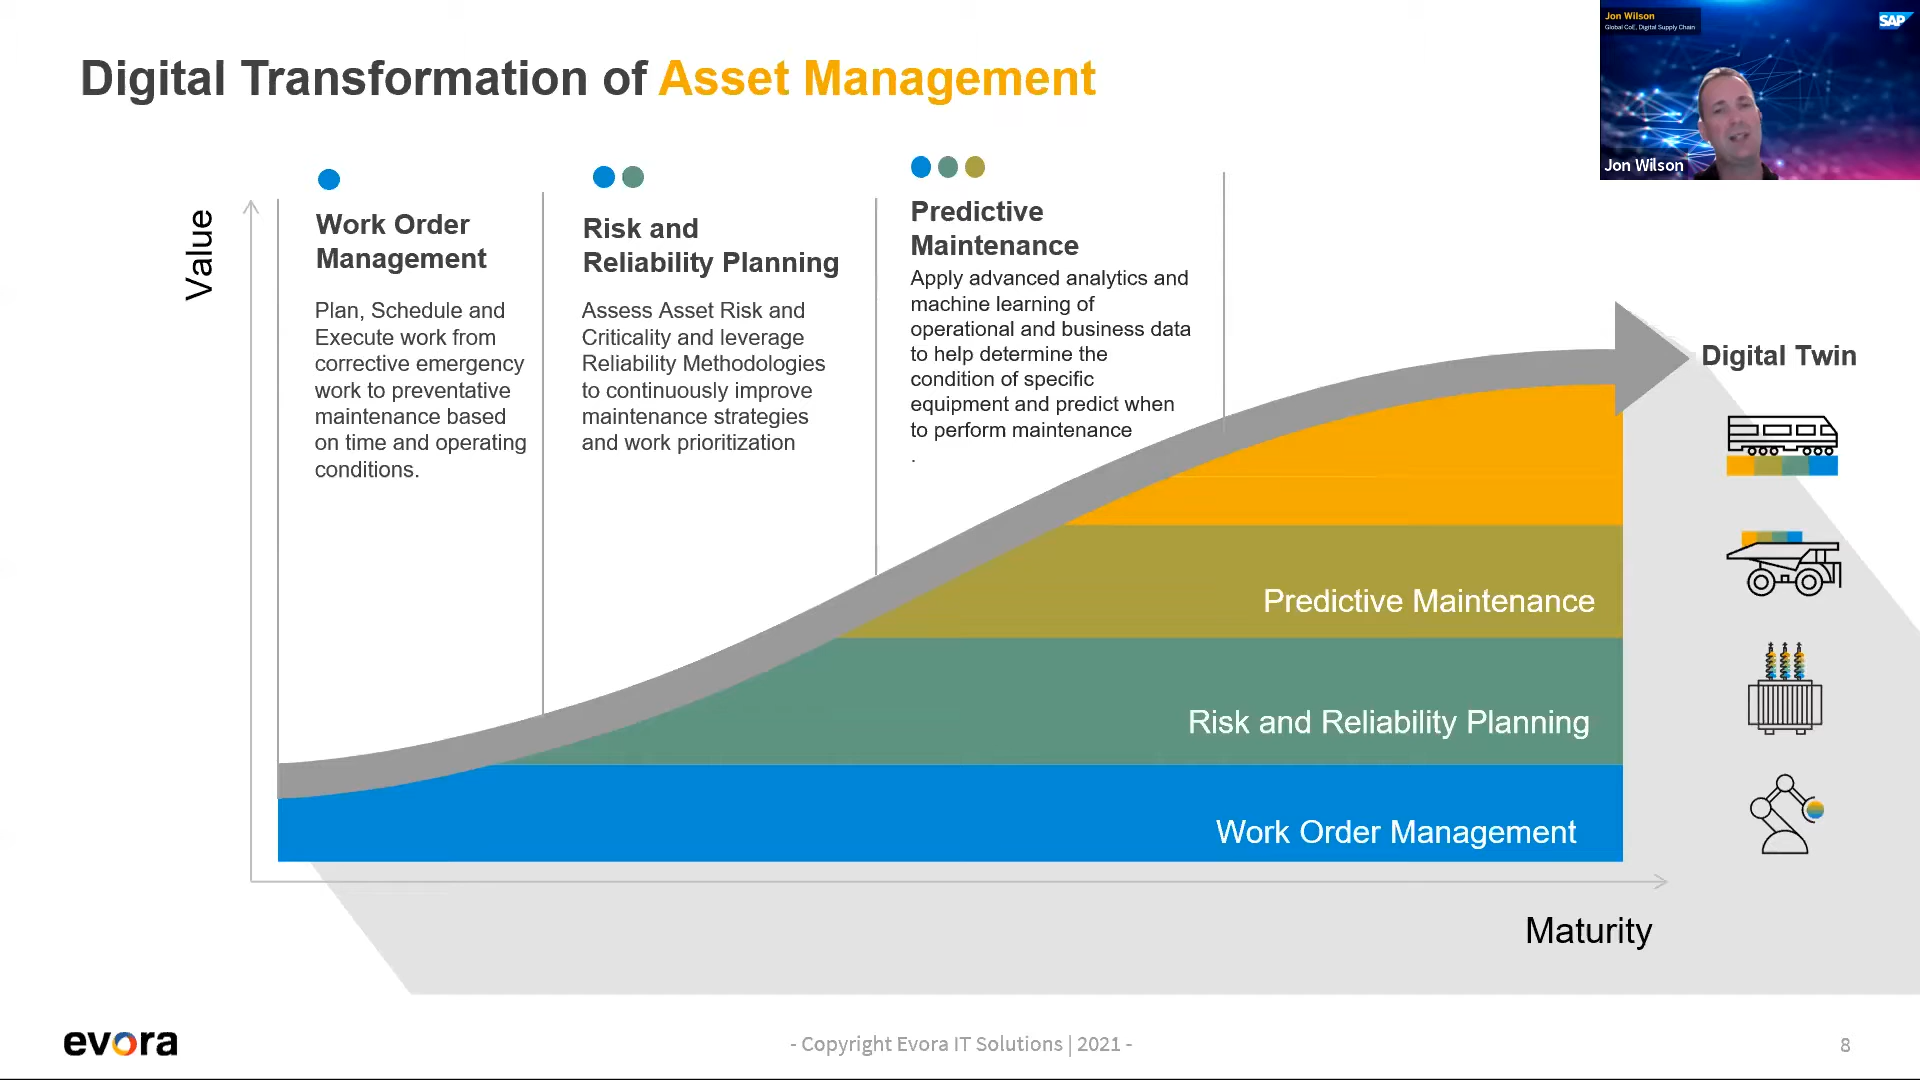 Digital Transformation of Asset Management
Jon Wilson
Global CoE, Digital Supply Chain
SAP
Jon Wilson
Value
Work Order
Management
Plan, Schedule and
Execute work from
corrective emergency
work to preventative
maintenance based
on time and operating
conditions.
Risk and
Reliability Planning
Assess Asset Risk and
Criticality and leverage
Reliability Methodologies
to continuously improve
maintenance strategies
and work prioritization
Predictive
Maintenance
Apply advanced analytics and
machine learning of
operational and business data
to help determine the
condition of specific
equipment and predict when
to perform maintenance
.
Digital Twin
Predictive Maintenance
Risk and Reliability Planning
Work Order Management
Maturity
evora
- Copyright Evora IT Solutions | 2021 -
8